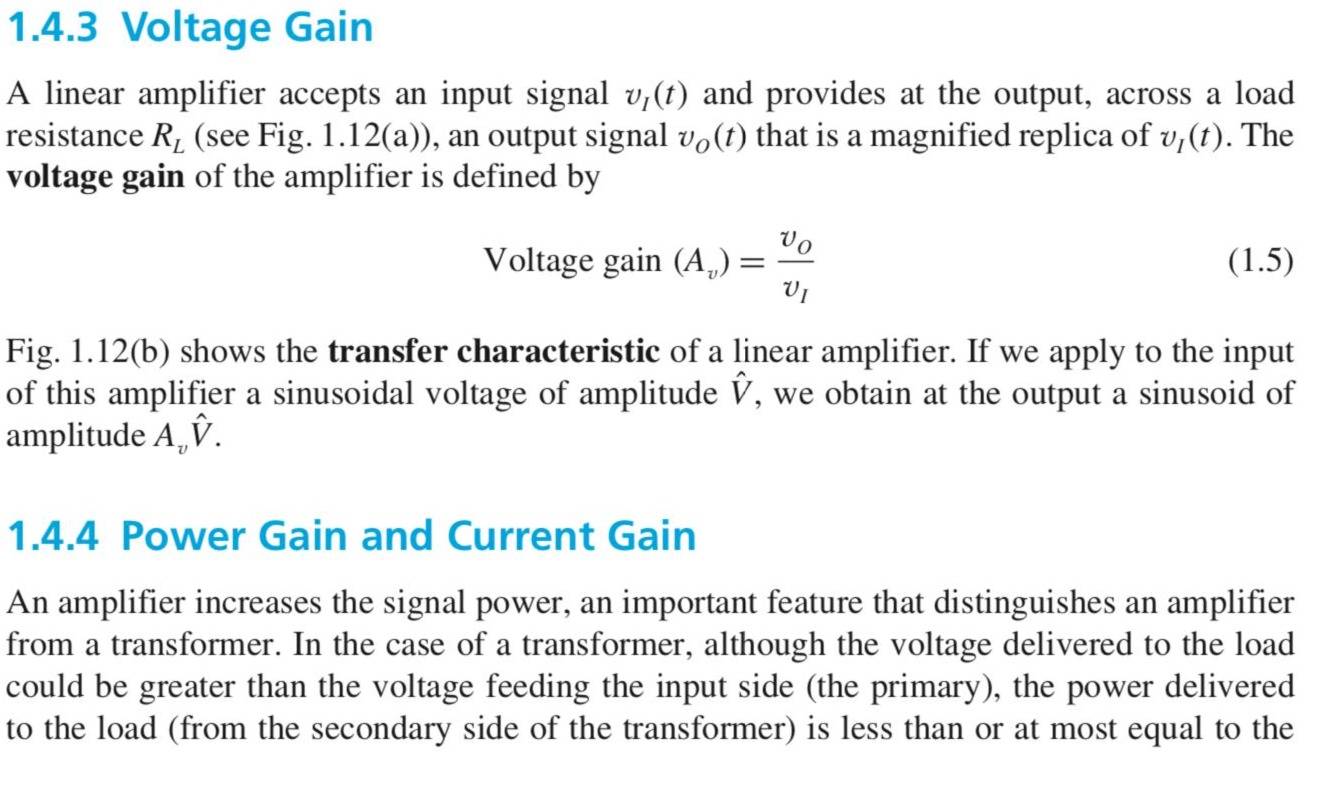 1.4.3 Voltage Gain
A linear amplifier accepts an input signal v_I(t) and provides at the output, across a load
resistance R_L (see Fig. 1.12(a)), an output signal v_O(t) that is a magnified replica of v_I(t). The
voltage gain of the amplifier is defined by
Voltage gain (A_v) = v_O / v_I (1.5)
Fig. 1.12(b) shows the transfer characteristic of a linear amplifier. If we apply to the input
of this amplifier a sinusoidal voltage of amplitude V̂, we obtain at the output a sinusoid of
amplitude A_v V̂.
1.4.4 Power Gain and Current Gain
An amplifier increases the signal power, an important feature that distinguishes an amplifier
from a transformer. In the case of a transformer, although the voltage delivered to the load
could be greater than the voltage feeding the input side (the primary), the power delivered
to the load (from the secondary side of the transformer) is less than or at most equal to the